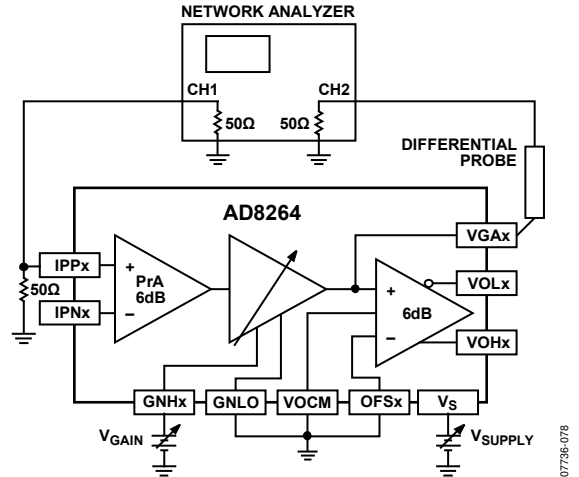 NETWORK ANALYZER
CH1
CH2
50Ω
50Ω
DIFFERENTIAL
PROBE
AD8264
VGAx
IPPx
+
PrA
6dB
–
+
6dB
–
VOLx
50Ω
IPNx
VOHx
GNHx
GNLO
VOCM
OFSx
VS
VGAIN
VSUPPLY
07736-078